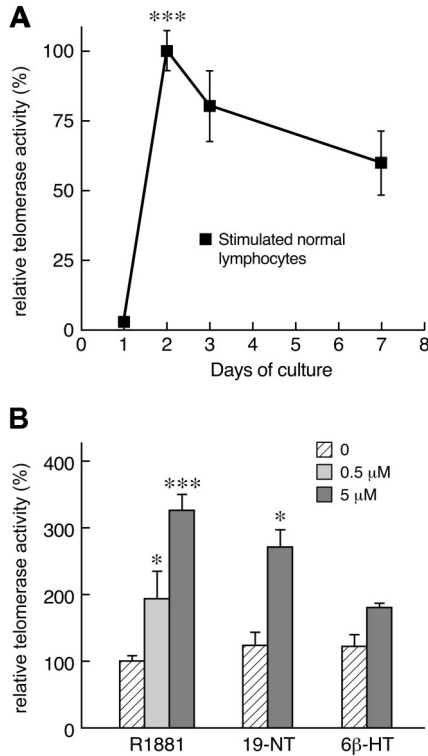 A
***
relative telomerase activity (%)
100
75
50
25
0
Stimulated normal
lymphocytes
0 1 2 3 4 5 6 7 8
Days of culture
B
relative telomerase activity (%)
400
300
200
100
0
0
0.5 μM
5 μM
* *** *
R1881 19-NT 6β-HT